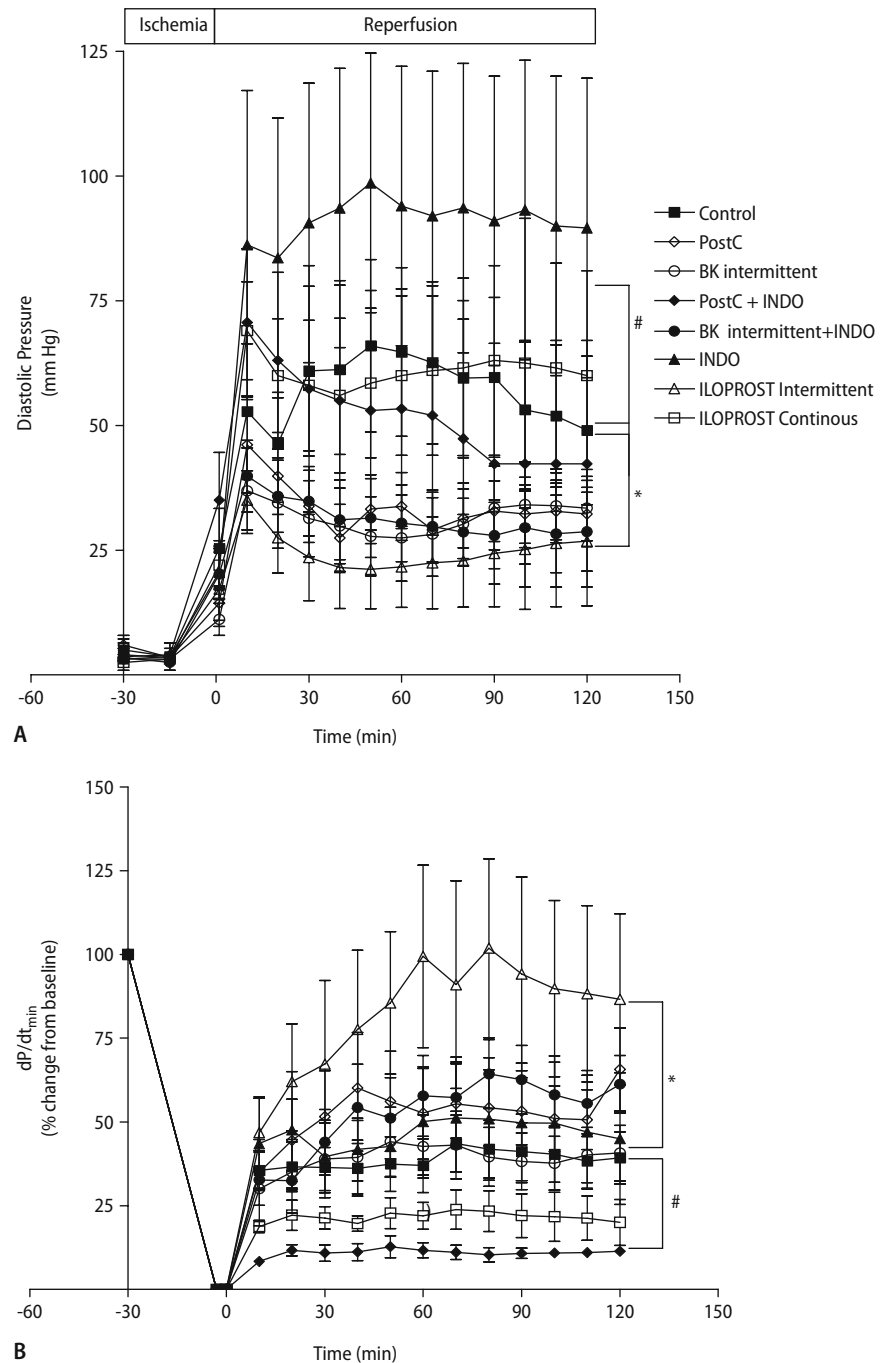 Ischemia Reperfusion
125
100
75
50
25
Diastolic Pressure
(mm Hg)
-60 -30 0 30 60 90 120 150
Time (min)
A
Control
PostC
BK intermittent
PostC + INDO
BK intermittent+INDO
INDO
ILOPROST Intermittent
ILOPROST Continous
#
*
150
125
100
75
50
25
dP/dtmin
(% change from baseline)
-60 -30 0 30 60 90 120 150
Time (min)
B
*
#